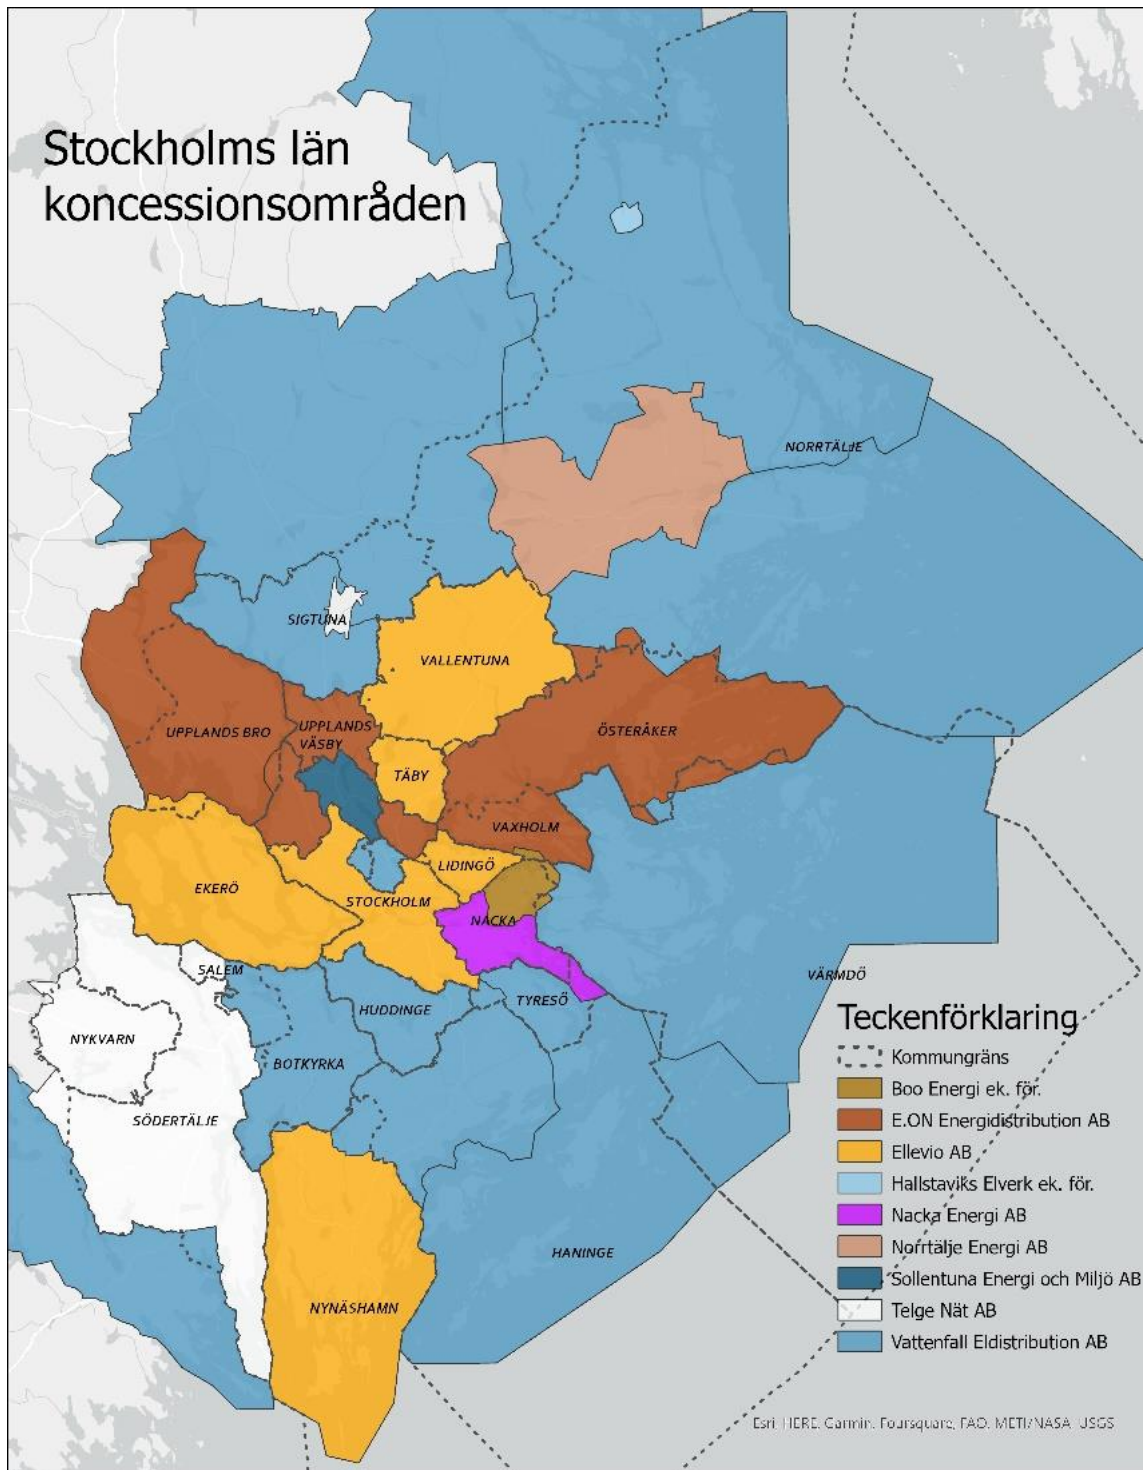 Stockholms län
koncessionsområden
NORRTÄLJE
SIGTUNA
VALLENTUNA
UPPLANDS BRO
UPPLANDS
VÄSBY
ÖSTERÅKER
TÄBY
VAXHOLM
LIDINGÖ
EKERÖ
STOCKHOLM
NACKA
SALEM
VÄRMDÖ
TYRESÖ
HUDDINGE
NYKVARN
BOTKYRKA
SÖDERTÄLJE
HANINGE
NYNÄSHAMN
Teckenförklaring
Kommungräns
Boo Energi ek. för.
E.ON Energidistribution AB
Ellevio AB
Hallstaviks Elverk ek. för.
Nacka Energi AB
Norrtälje Energi AB
Sollentuna Energi och Miljö AB
Telge Nät AB
Vattenfall Eldistribution AB
Esri, HERE, Garmin, Foursquare, FAO, METI/NASA, USGS